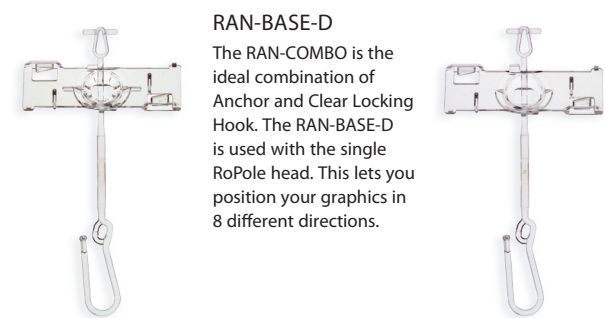 RAN-BASE-D
The RAN-COMBO is the
ideal combination of
Anchor and Clear Locking
Hook. The RAN-BASE-D
is used with the single
RoPole head. This lets you
position your graphics in
8 different directions.